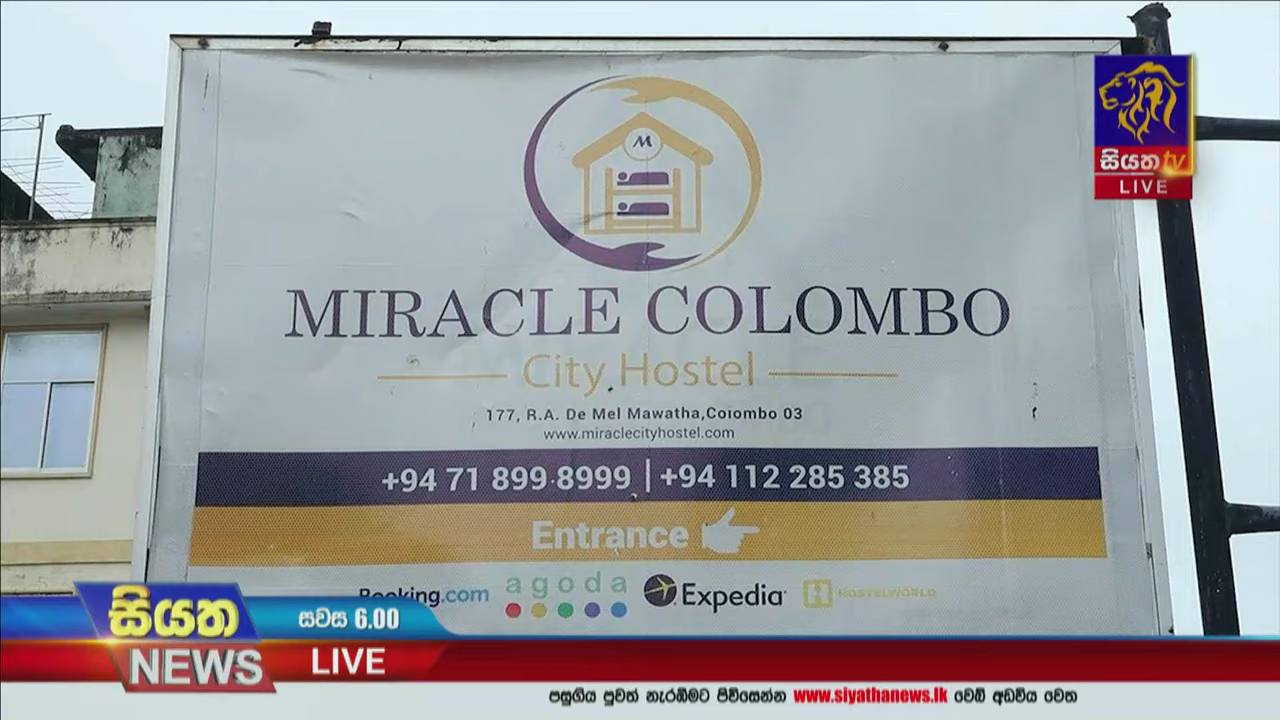 M
සියත tv
LIVE
MIRACLE COLOMBO
City Hostel
177, R.A. De Mel Mawatha,Colombo 03
www.miraclecityhostel.com
+94 71 899 8999 | +94 112 285 385
Entrance
Booking.com agoda Expedia HOSTELWORLD
සියත සවස 6.00
NEWS LIVE
පසුගිය පුවත් නැරඹීමට පිවිසෙන්න www.siyathanews.lk වෙබ් අඩවිය වෙත